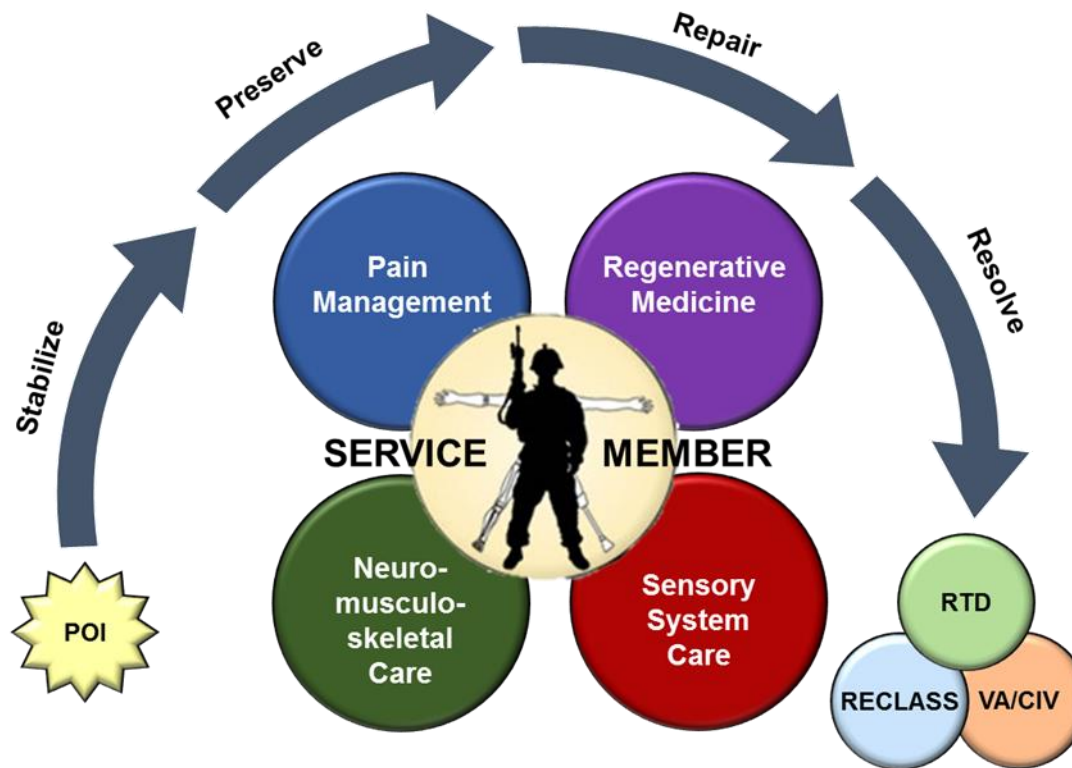 Stabilize
Preserve
Repair
Resolve
Pain
Management
Regenerative
Medicine
SERVICE MEMBER
Neuro-
musculo-
skeletal
Care
Sensory
System
Care
POI
RTD
RECLASS
VA/CIV